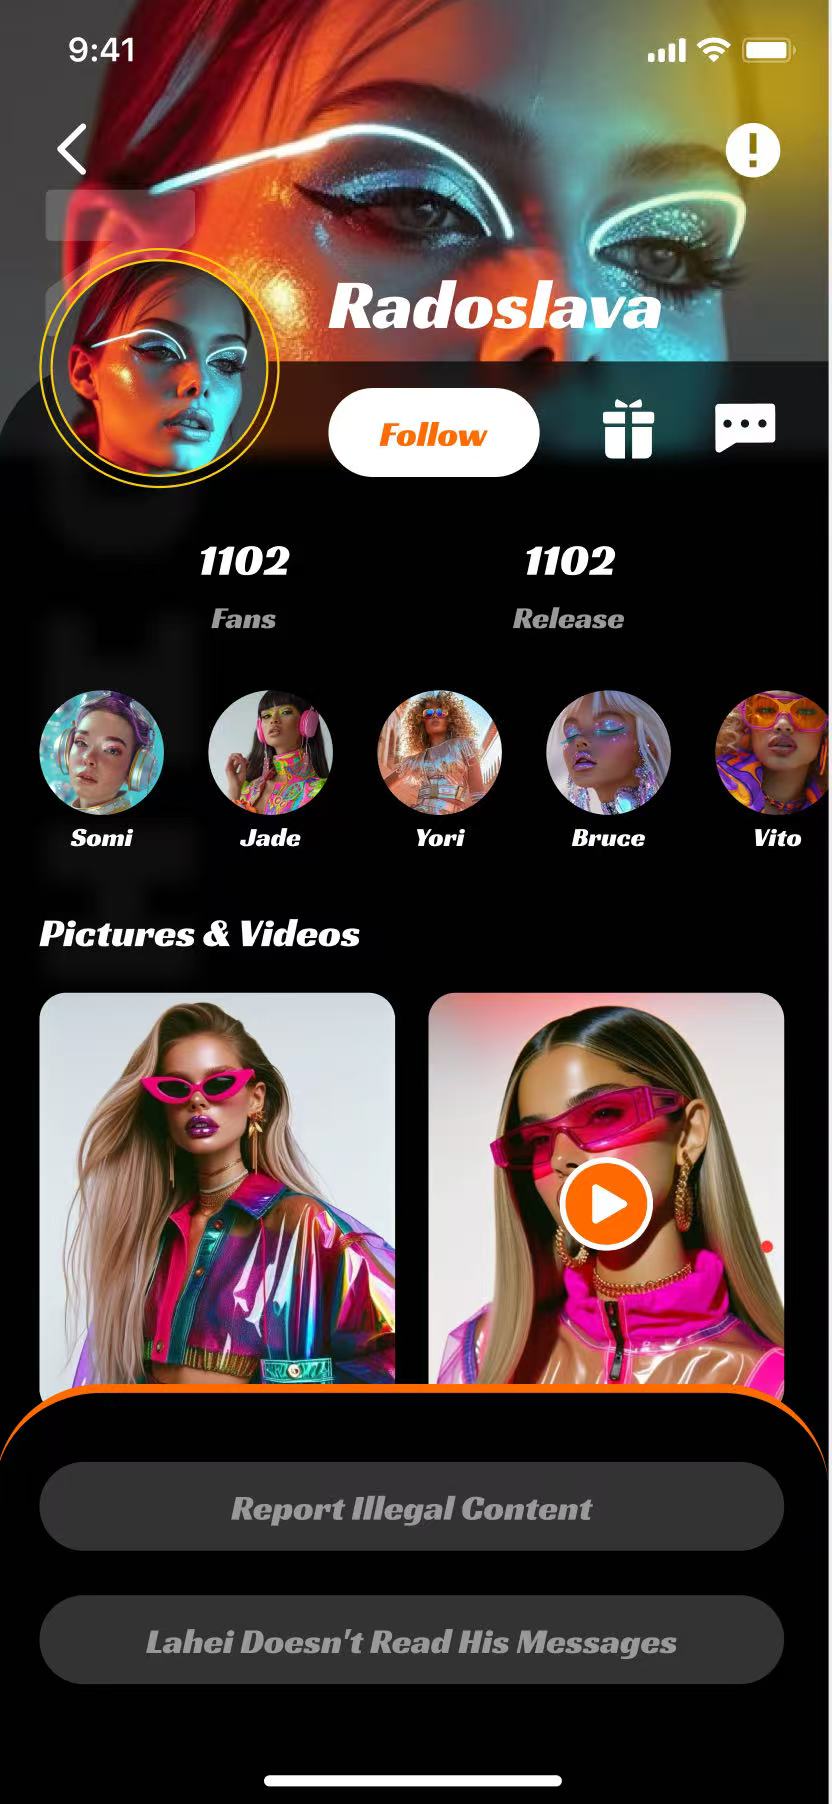 9:41
Radoslava
Follow
1102
1102
Fans
Release
Somi
Jade
Yori
Bruce
Vito
Pictures & Videos
Report Illegal Content
Lahei Doesn't Read His Messages